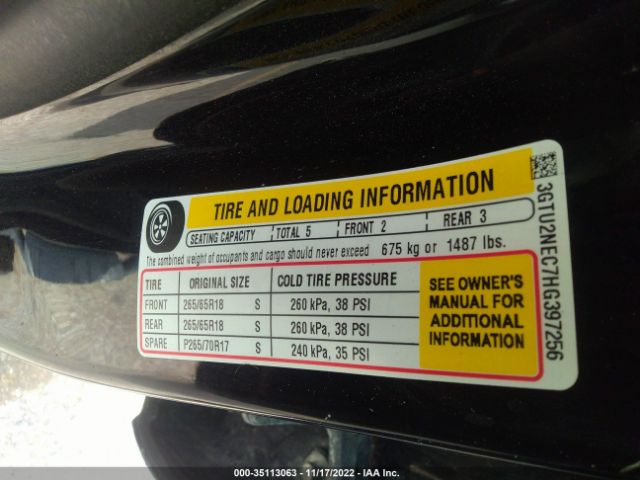 TIRE AND LOADING INFORMATION
SEATING CAPACITY TOTAL 5 FRONT 2 REAR 3
The combined weight of occupants and cargo should never exceed 675 kg or 1487 lbs.
TIRE ORIGINAL SIZE COLD TIRE PRESSURE
FRONT 265/65R18 S 260 kPa, 38 PSI
REAR 265/65R18 S 260 kPa, 38 PSI
SPARE P265/70R17 S 240 kPa, 35 PSI
SEE OWNER'S
MANUAL FOR
ADDITIONAL
INFORMATION
3GTU2NEC7HG397256
000-35113063 - 11/17/2022 - IAA Inc.